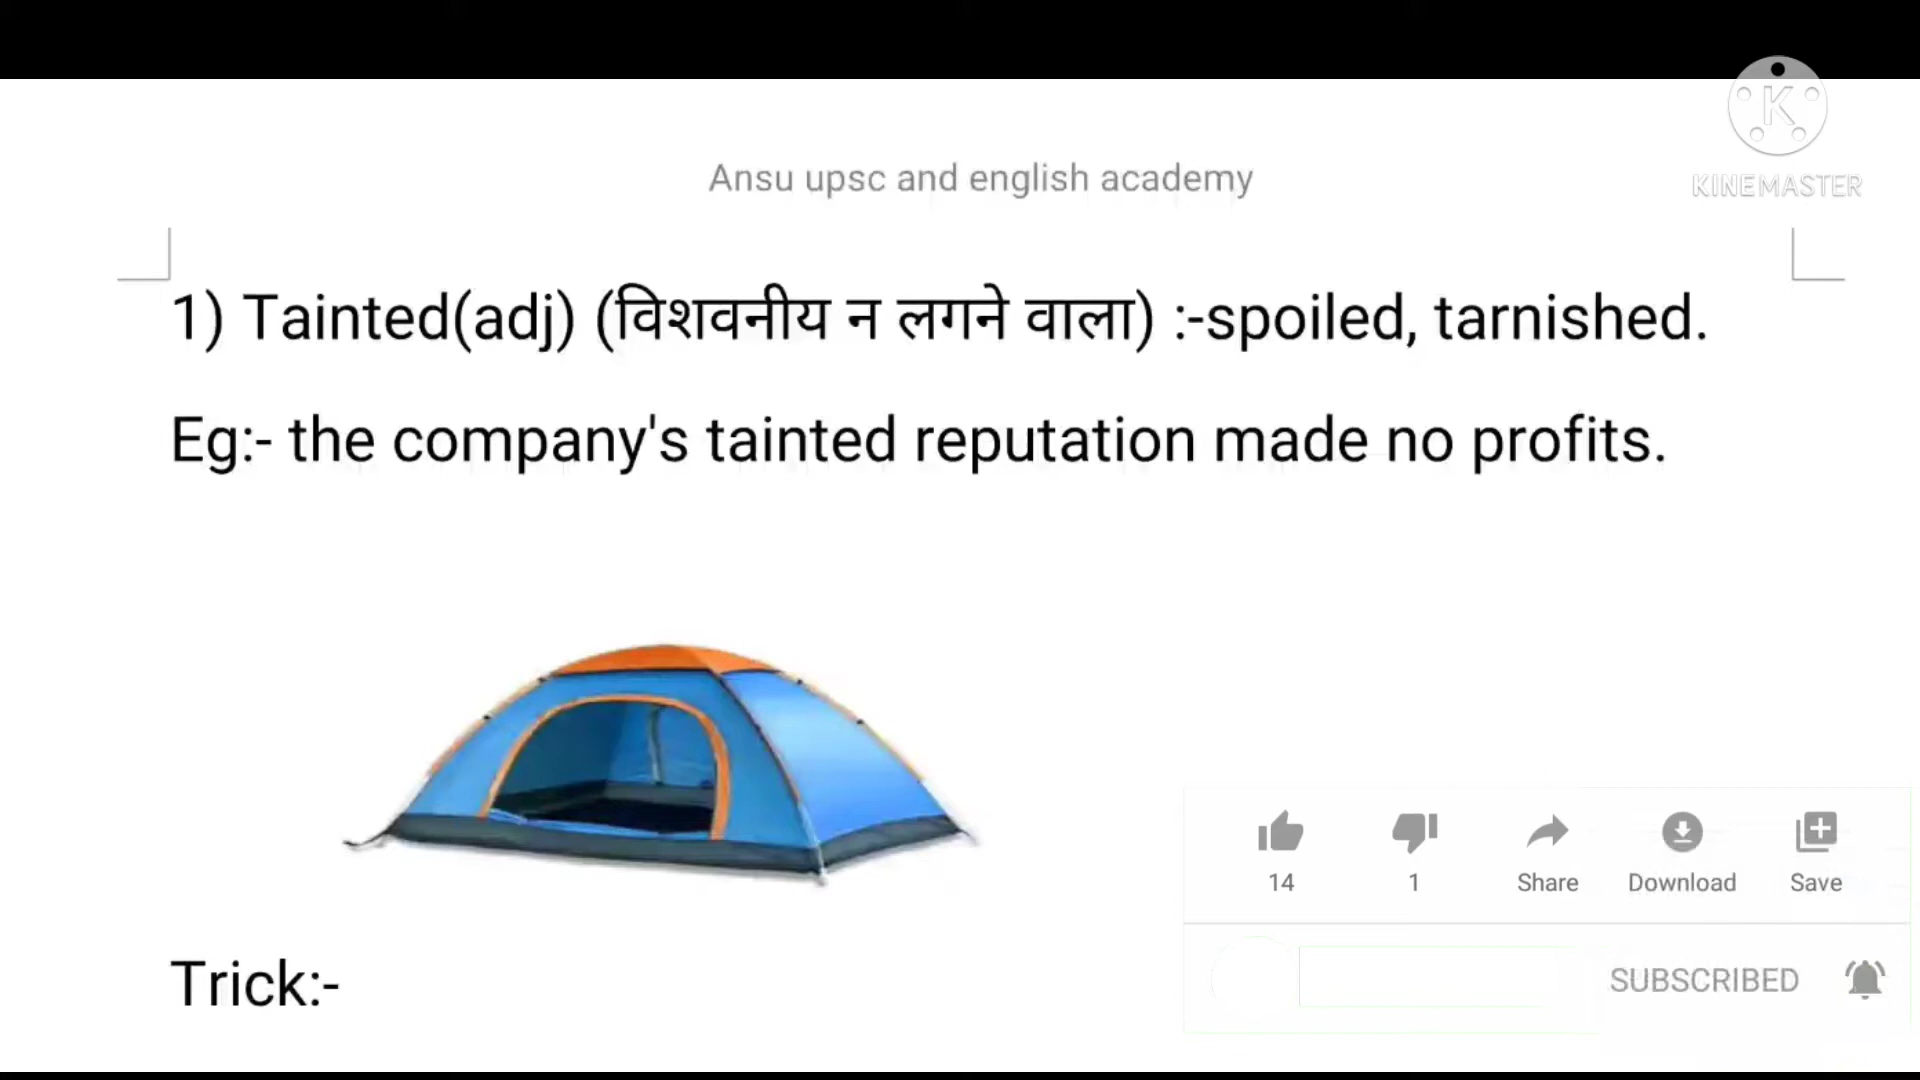 KINEMASTER
Ansu upsc and english academy
1) Tainted(adj) (विशवनीय न लगने वाला) :-spoiled, tarnished.
Eg:- the company's tainted reputation made no profits.
14 1 Share Download Save
Trick:-
SUBSCRIBED